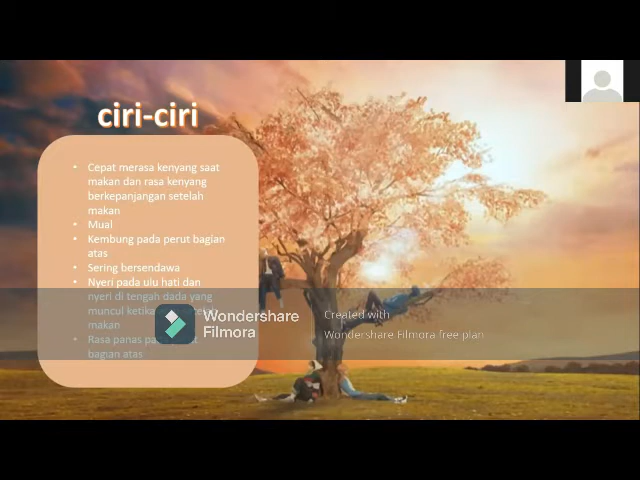 ciri-ciri
• Cepat merasa kenyang saat
makan dan rasa kenyang
berkepanjangan setelah
makan
• Mual
• Kembung pada perut bagian
atas
• Sering bersendawa
• Nyeri pada ulu hati dan
nyeri di tengah dada yang
muncul ketika
makan
• Rasa panas
bagian atas
Wondershare
Filmora
Created with
Wondershare Filmora free plan